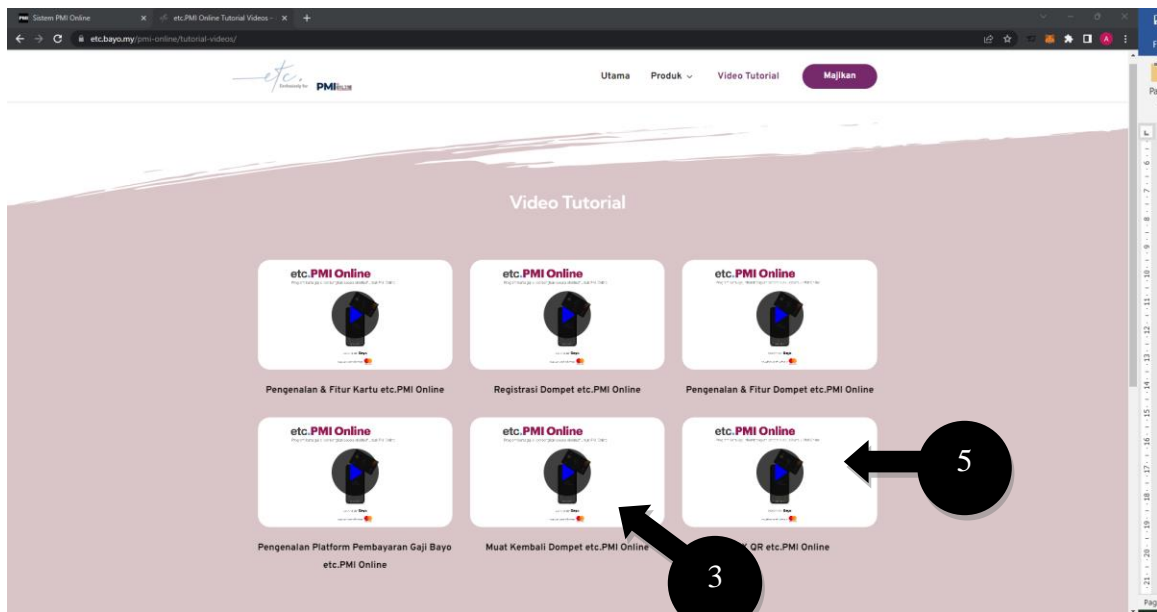 Sistem PMI Online
etc.PMI Online Tutorial Videos -
etc.bayo.my/pmi-online/tutorial-videos/
etc.
PMI
Utama Produk Video Tutorial Majikan
Video Tutorial
etc.PMI Online
etc.PMI Online
etc.PMI Online
Pengenalan & Fitur Kartu etc.PMI Online
Registrasi Dompet etc.PMI Online
Pengenalan & Fitur Dompet etc.PMI Online
etc.PMI Online
etc.PMI Online
etc.PMI Online
5
Pengenalan Platform Pembayaran Gaji Bayo
etc.PMI Online
Muat Kembali Dompet etc.PMI Online
QR etc.PMI Online
3